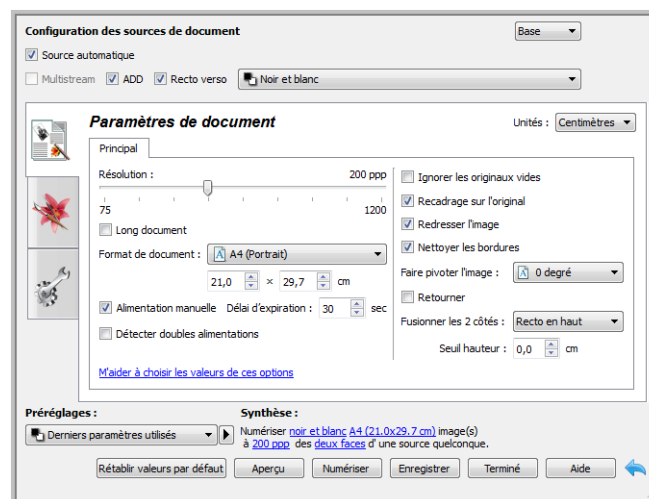 Configuration des sources de document
Base
Source automatique
Multistream ADD Recto verso Noir et blanc
Paramètres de document
Unités : Centimètres
Principal
Résolution : 200 ppp
75 1200
Long document
Format de document : A4 (Portrait)
21,0 × 29,7 cm
Alimentation manuelle Délai d'expiration : 30 sec
Détecter doubles alimentations
M'aider à choisir les valeurs de ces options
Ignorer les originaux vides
Recadrage sur l'original
Redresser l'image
Nettoyer les bordures
Faire pivoter l'image : 0 degré
Retourner
Fusionner les 2 côtés : Recto en haut
Seuil hauteur : 0,0 cm
Préréglages :
Derniers paramètres utilisés
Synthèse :
Numériser noir et blanc A4 (21.0x29.7 cm) image(s)
à 200 ppp des deux faces d'une source quelconque.
Rétablir valeurs par défaut Aperçu Numériser Enregistrer Terminé Aide